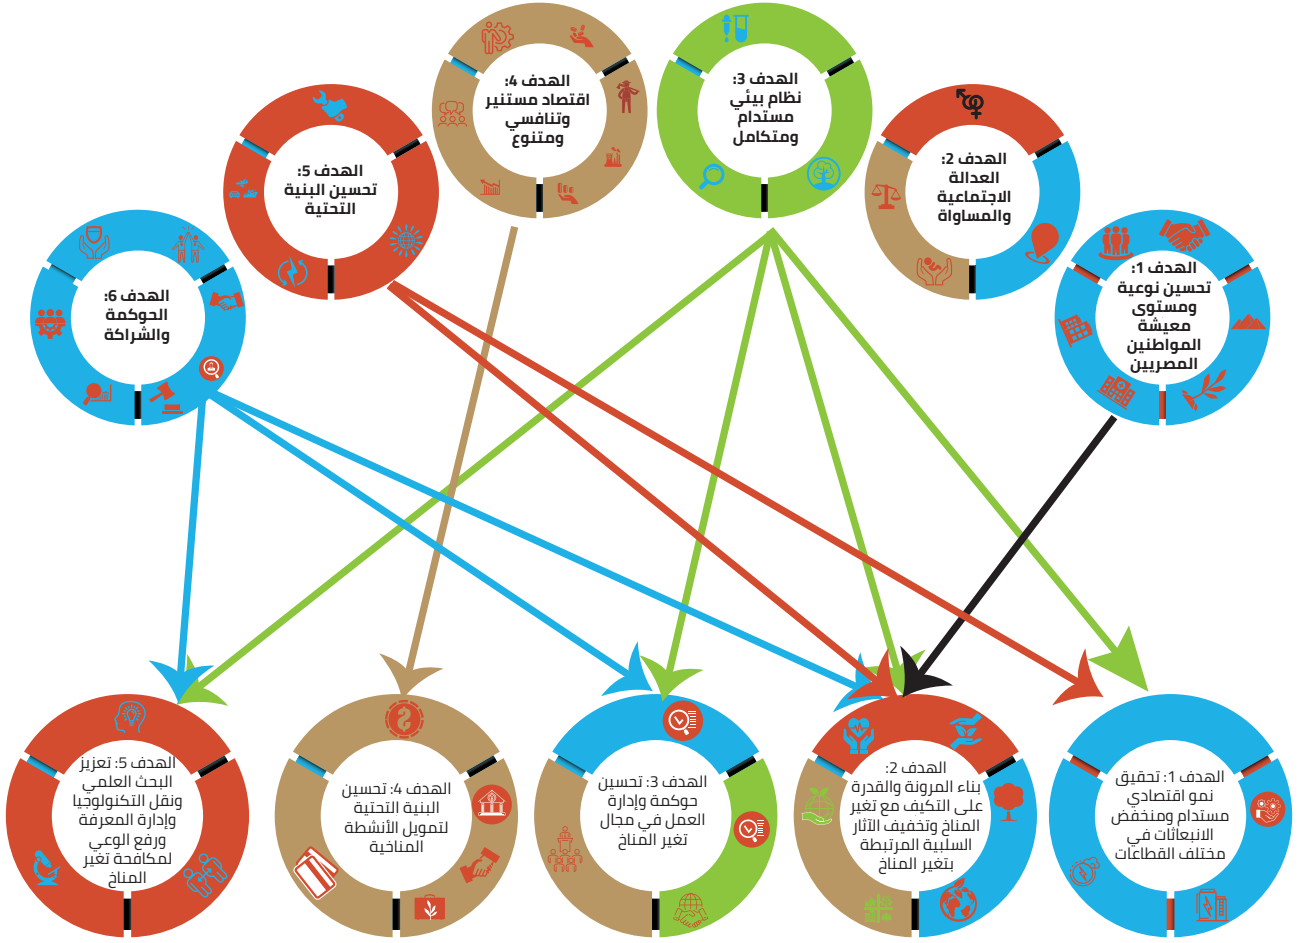 الهدف 1:
تحسين نوعية
ومستوى
معيشة
المواطنين
المصريين
الهدف 2:
العدالة
الاجتماعية
والمساواة
الهدف 3:
نظام بيئي
مستدام
ومتكامل
الهدف 4:
اقتصاد مستنير
وتنافسي
ومتنوع
الهدف 5:
تحسين البنية
التحتية
الهدف 6:
الحوكمة
والشراكة
الهدف 1: تحقيق
نمو اقتصادي
مستدام ومنخفض
الانبعاثات في
مختلف القطاعات
الهدف 2:
بناء المرونة والقدرة
على التكيف مع تغير
المناخ وتخفيف الآثار
السلبية المرتبطة
بتغير المناخ
الهدف 3: تحسين
حوكمة وإدارة
العمل في مجال
تغير المناخ
الهدف 4: تحسين
البنية التحتية
لتمويل الأنشطة
المناخية
الهدف 5: تعزيز
البحث العلمي
ونقل التكنولوجيا
وإدارة المعرفة
ورفع الوعي
لمكافحة تغير
المناخ